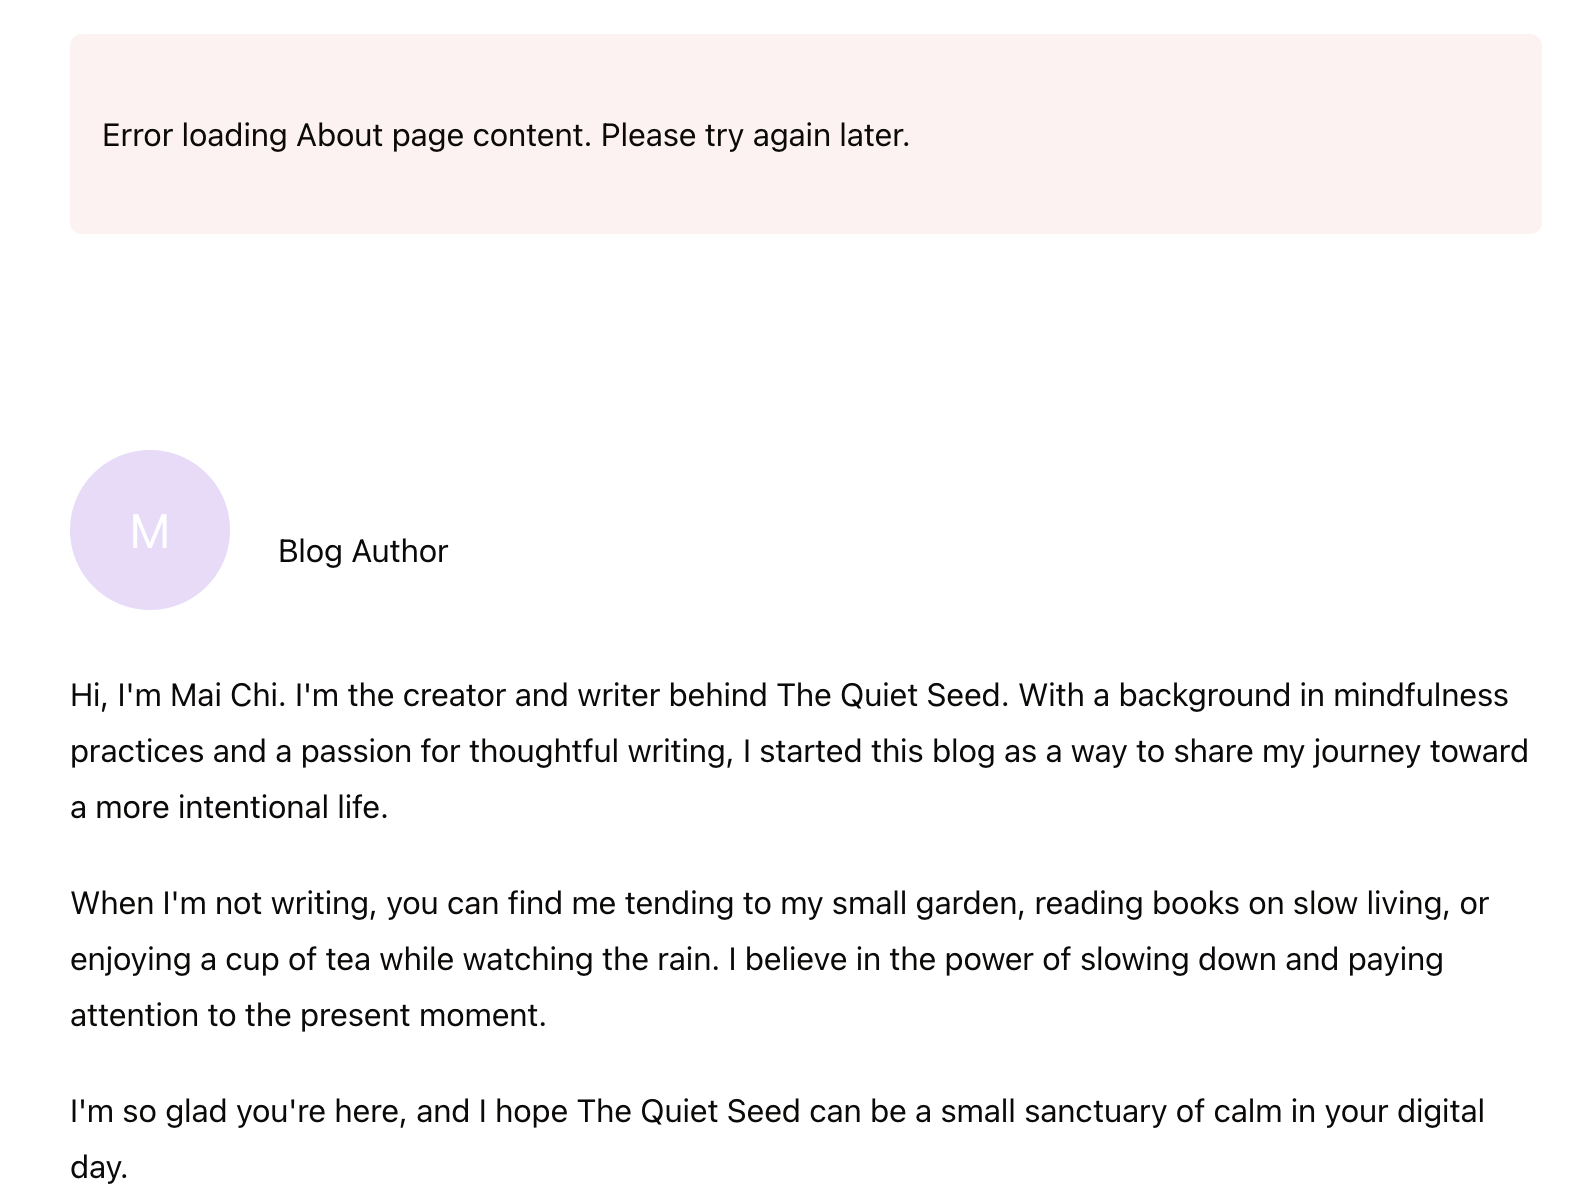 Error loading About page content. Please try again later.
M
Blog Author
Hi, I'm Mai Chi. I'm the creator and writer behind The Quiet Seed. With a background in mindfulness
practices and a passion for thoughtful writing, I started this blog as a way to share my journey toward
a more intentional life.
When I'm not writing, you can find me tending to my small garden, reading books on slow living, or
enjoying a cup of tea while watching the rain. I believe in the power of slowing down and paying
attention to the present moment.
I'm so glad you're here, and I hope The Quiet Seed can be a small sanctuary of calm in your digital
day.